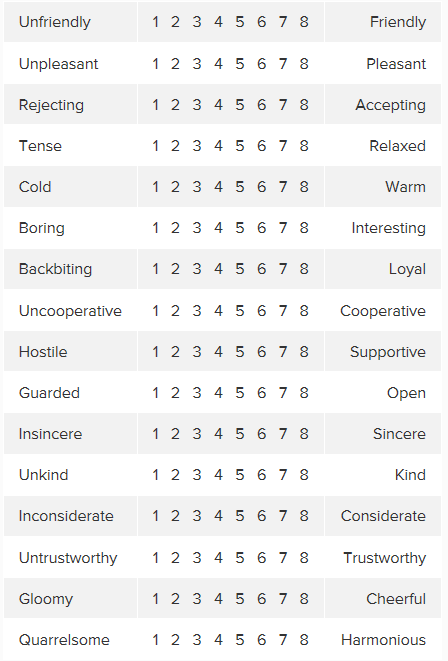 Unfriendly 1 2 3 4 5 6 7 8 Friendly
Unpleasant 1 2 3 4 5 6 7 8 Pleasant
Rejecting 1 2 3 4 5 6 7 8 Accepting
Tense 1 2 3 4 5 6 7 8 Relaxed
Cold 1 2 3 4 5 6 7 8 Warm
Boring 1 2 3 4 5 6 7 8 Interesting
Backbiting 1 2 3 4 5 6 7 8 Loyal
Uncooperative 1 2 3 4 5 6 7 8 Cooperative
Hostile 1 2 3 4 5 6 7 8 Supportive
Guarded 1 2 3 4 5 6 7 8 Open
Insincere 1 2 3 4 5 6 7 8 Sincere
Unkind 1 2 3 4 5 6 7 8 Kind
Inconsiderate 1 2 3 4 5 6 7 8 Considerate
Untrustworthy 1 2 3 4 5 6 7 8 Trustworthy
Gloomy 1 2 3 4 5 6 7 8 Cheerful
Quarrelsome 1 2 3 4 5 6 7 8 Harmonious